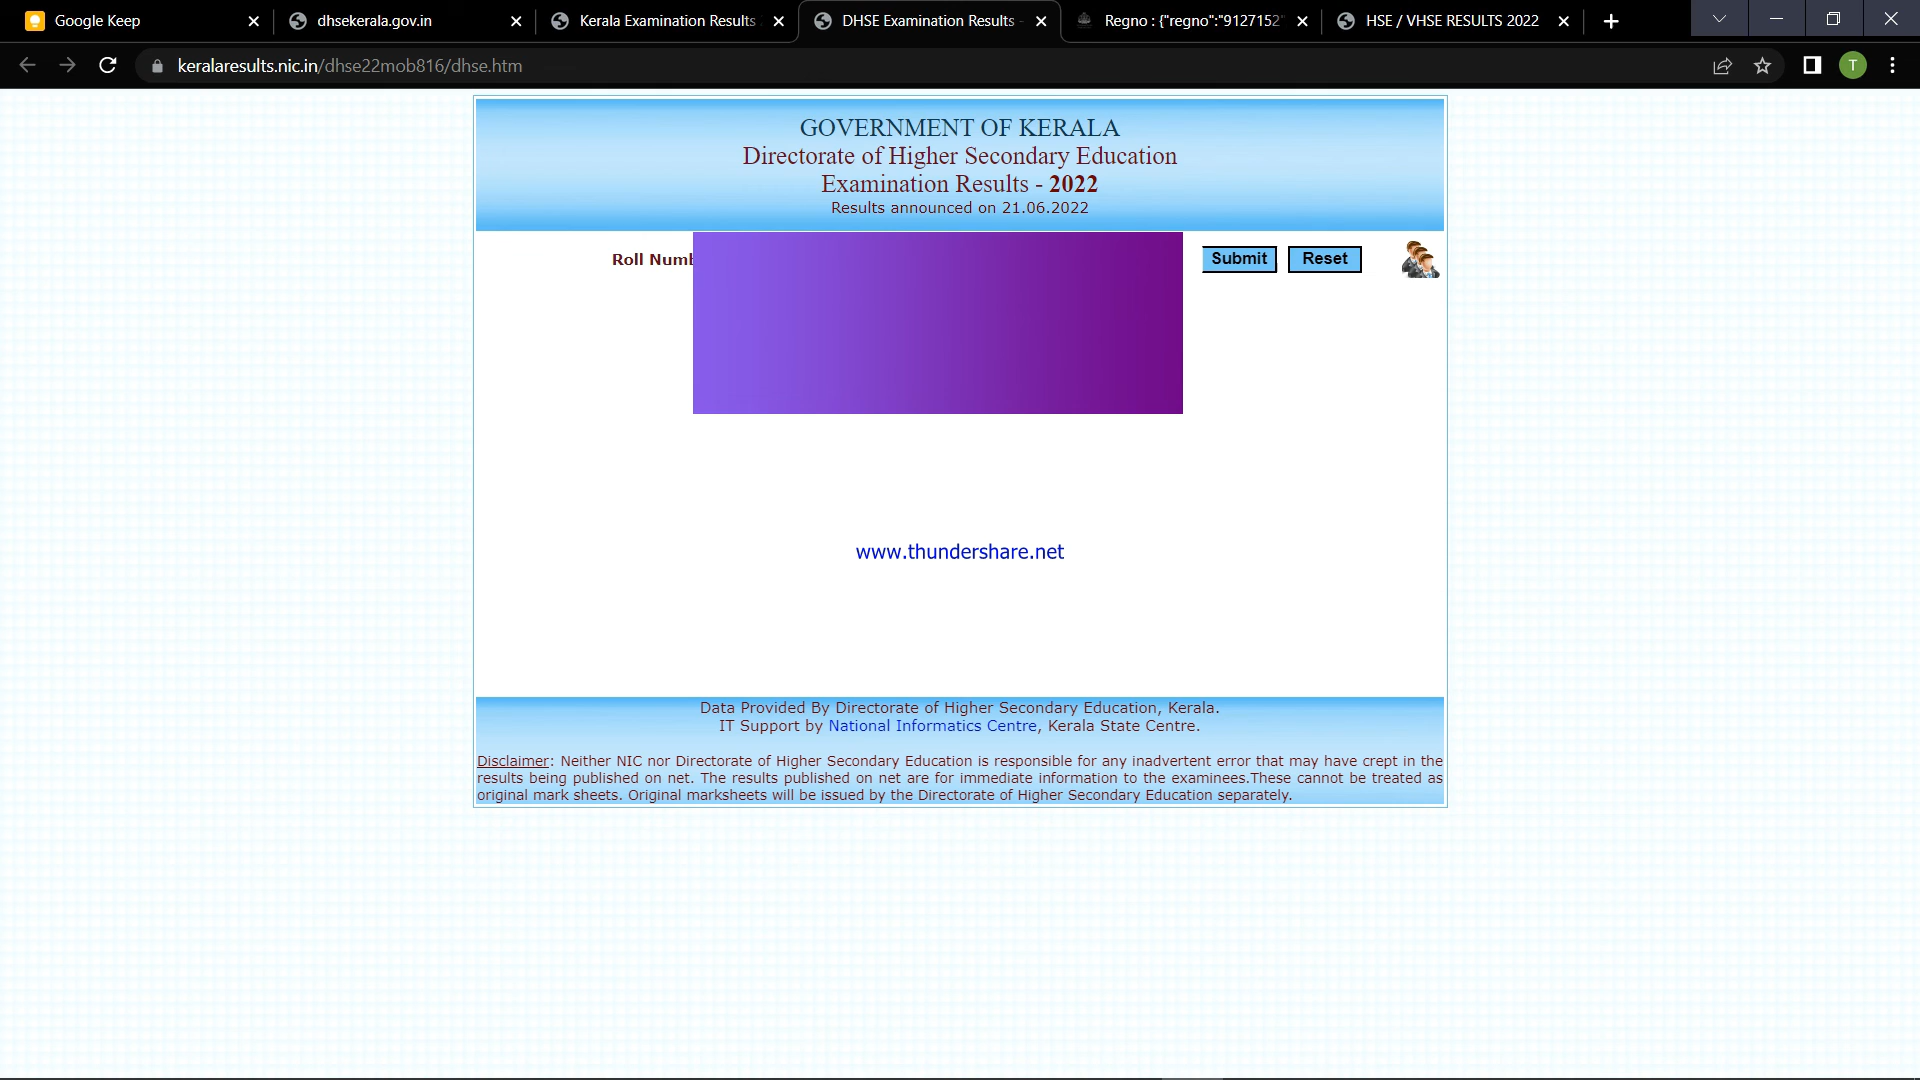 Google Keep
dhsekerala.gov.in
Kerala Examination Results
DHSE Examination Results -
Regno : {"regno":"9127152"
HSE / VHSE RESULTS 2022
keralaresults.nic.in/dhse22mob816/dhse.htm
T
GOVERNMENT OF KERALA
Directorate of Higher Secondary Education
Examination Results - 2022
Results announced on 21.06.2022
Roll Numb
Submit
Reset
www.thundershare.net
Data Provided By Directorate of Higher Secondary Education, Kerala.
IT Support by National Informatics Centre, Kerala State Centre.
Disclaimer: Neither NIC nor Directorate of Higher Secondary Education is responsible for any inadvertent error that may have crept in the
results being published on net. The results published on net are for immediate information to the examinees.These cannot be treated as
original mark sheets. Original marksheets will be issued by the Directorate of Higher Secondary Education separately.